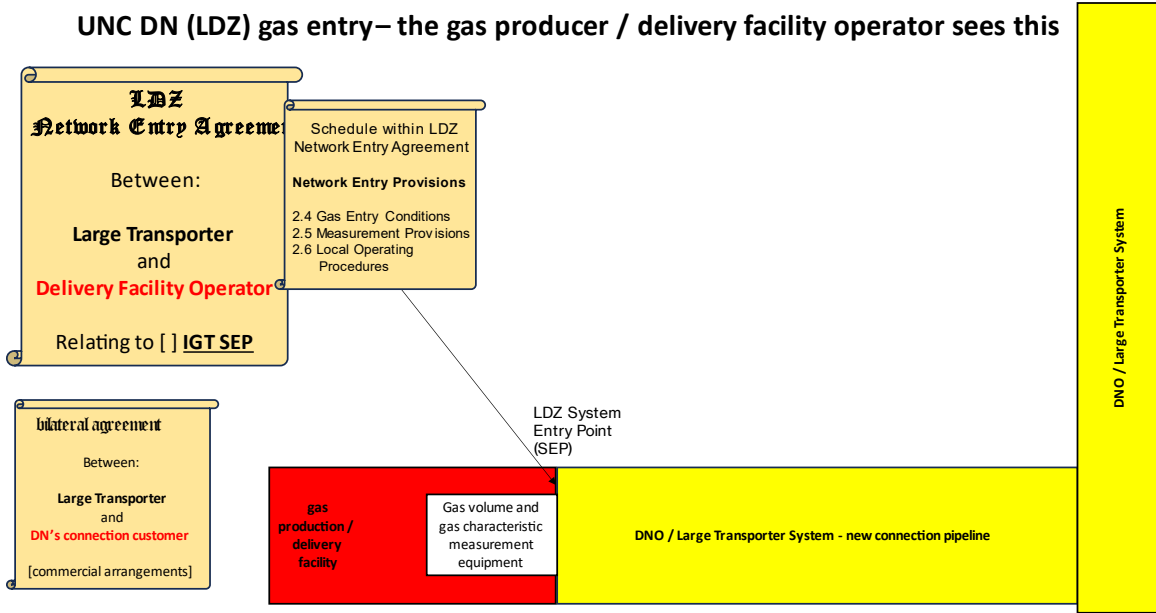 UNC DN (LDZ) gas entry – the gas producer / delivery facility operator sees this
LDZ
Network Entry Agreeme
Between:
Large Transporter
and
Delivery Facility Operator
Relating to [ ] IGT SEP
Schedule within LDZ
Network Entry Agreement
Network Entry Provisions
2.4 Gas Entry Conditions
2.5 Measurement Provisions
2.6 Local Operating
Procedures
bilateral agreement
Between:
Large Transporter
and
DN's connection customer
[commercial arrangements]
LDZ System
Entry Point
(SEP)
gas
production /
delivery
facility
Gas volume and
gas characteristic
measurement
equipment
DNO / Large Transporter System - new connection pipeline
DNO / Large Transporter System